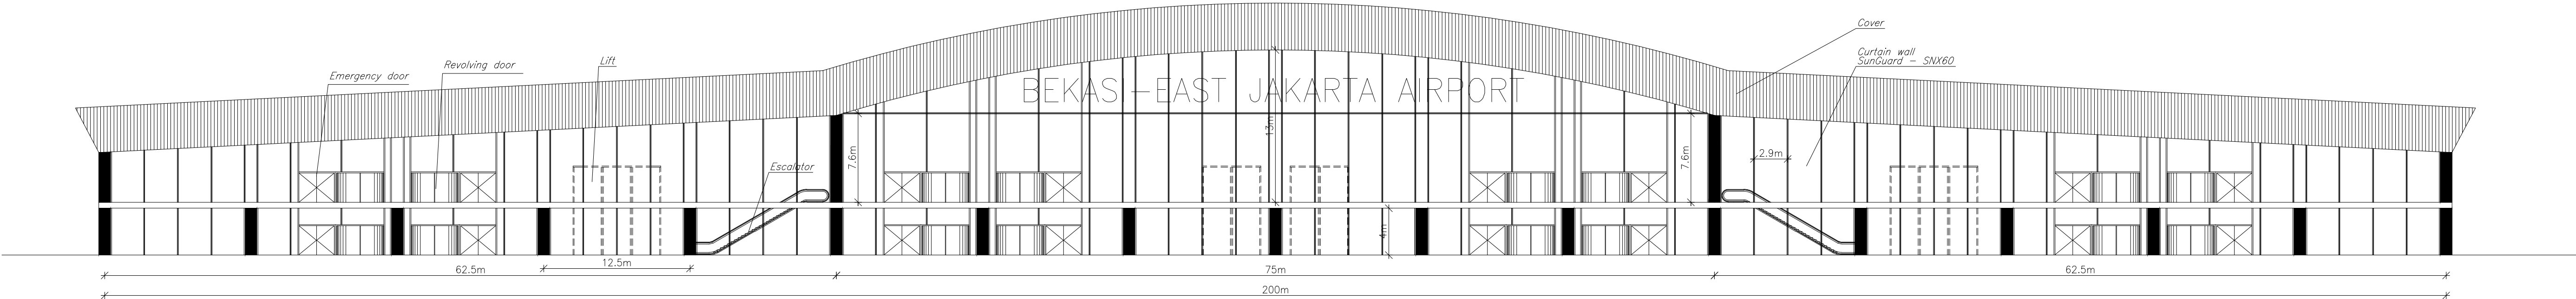 Cover
Emergency door
Revolving door
Lift
Curtain wall
SunGuard - SNX60
BEKASI-EAST JAKARTA AIRPORT
13m
7.6m
7.6m
2.9m
Escalator
4m
62.5m
12.5m
75m
62.5m
200m